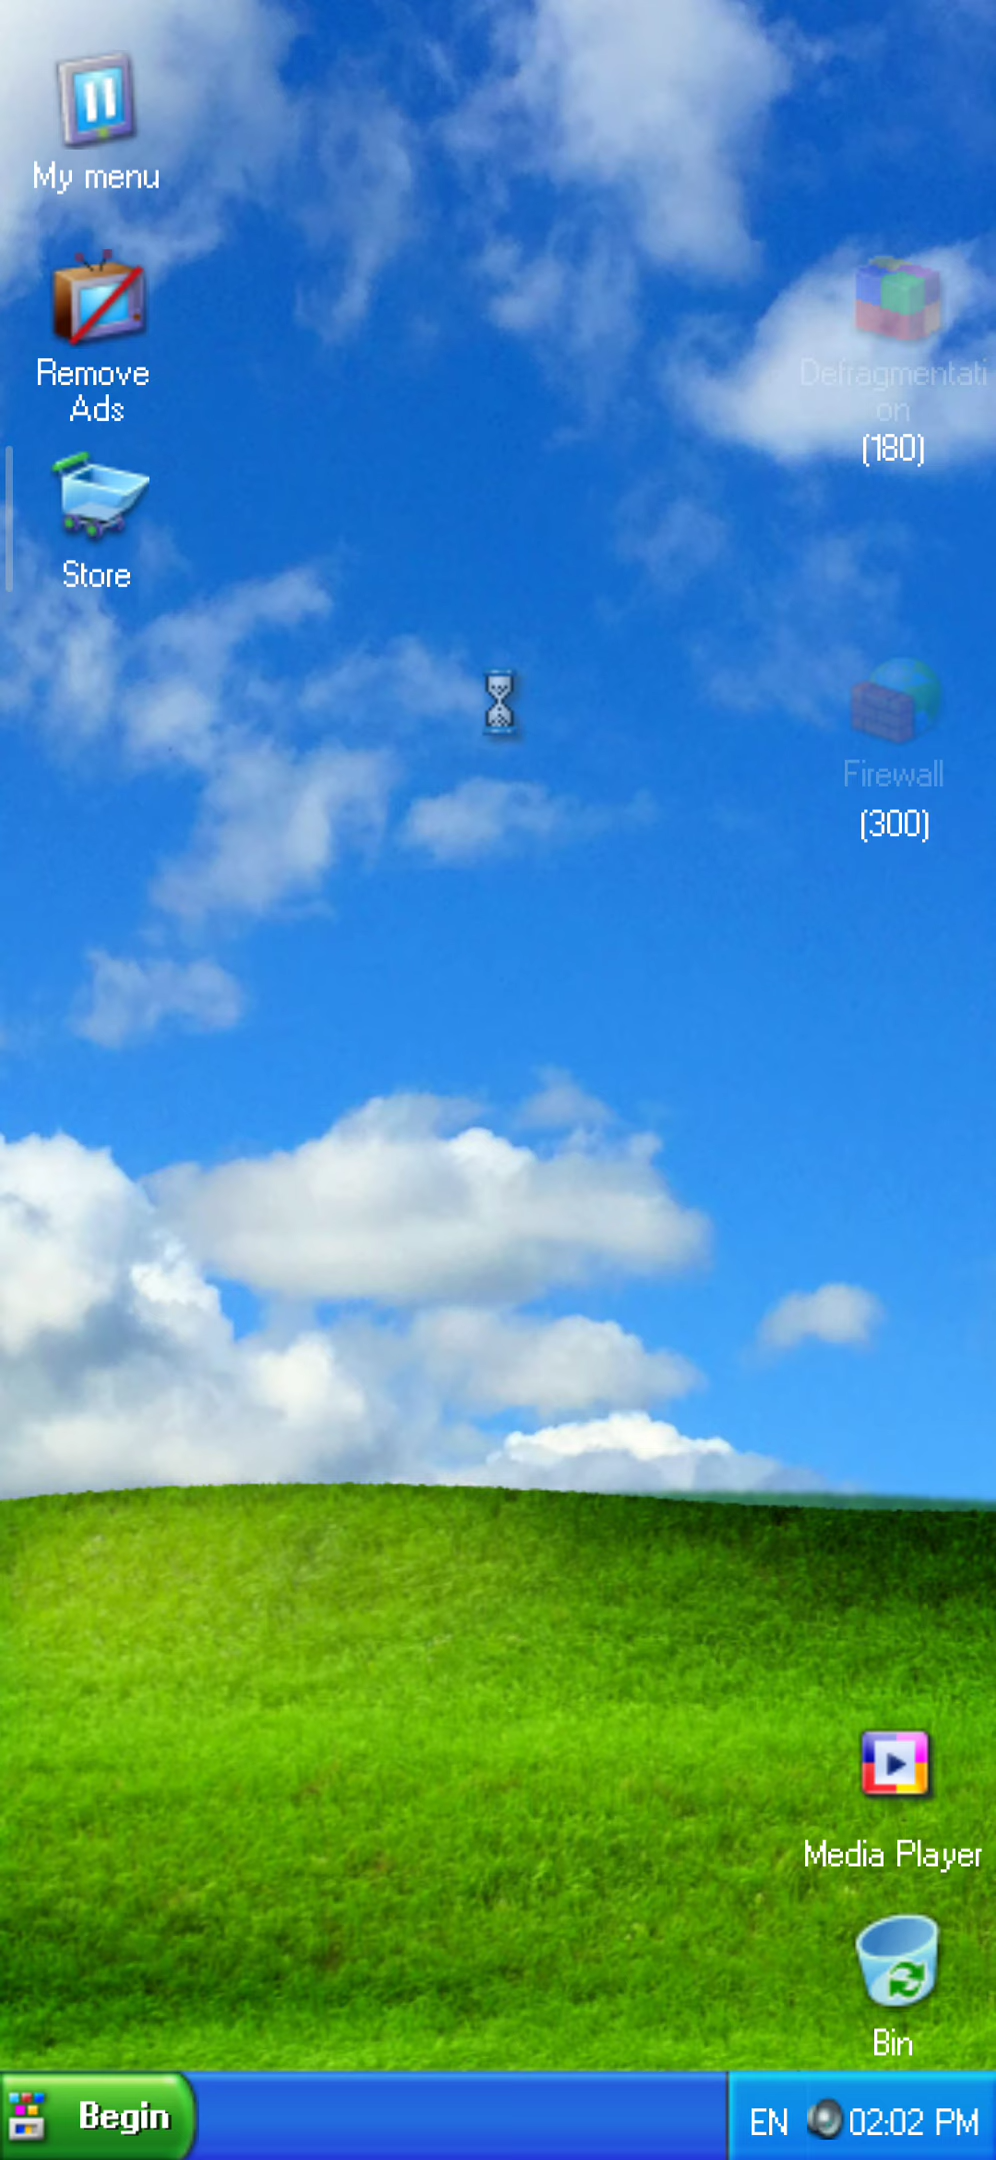 My menu
Remove
Ads
Store
Defragmentati
on
(180)
Firewall
(300)
Media Player
Bin
Begin
EN
02:02 PM